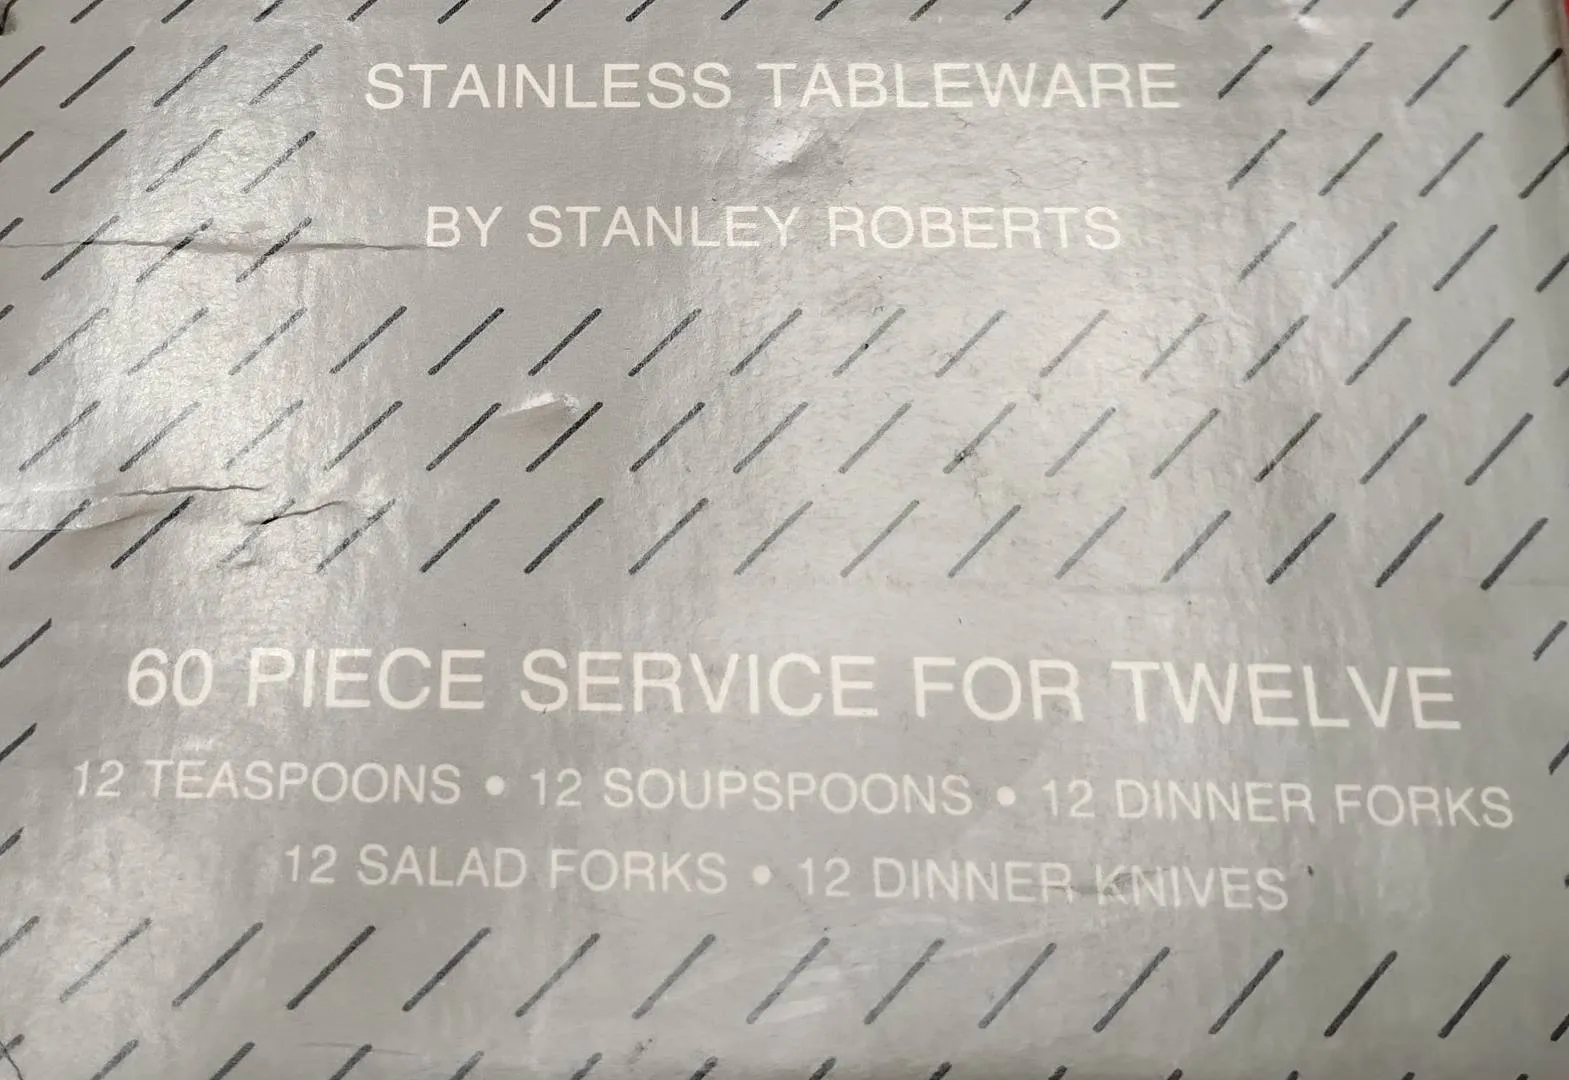 STAINLESS TABLEWARE
BY STANLEY ROBERTS
60 PIECE SERVICE FOR TWELVE
12 TEASPOONS • 12 SOUPSPOONS • 12 DINNER FORKS
12 SALAD FORKS • 12 DINNER KNIVES